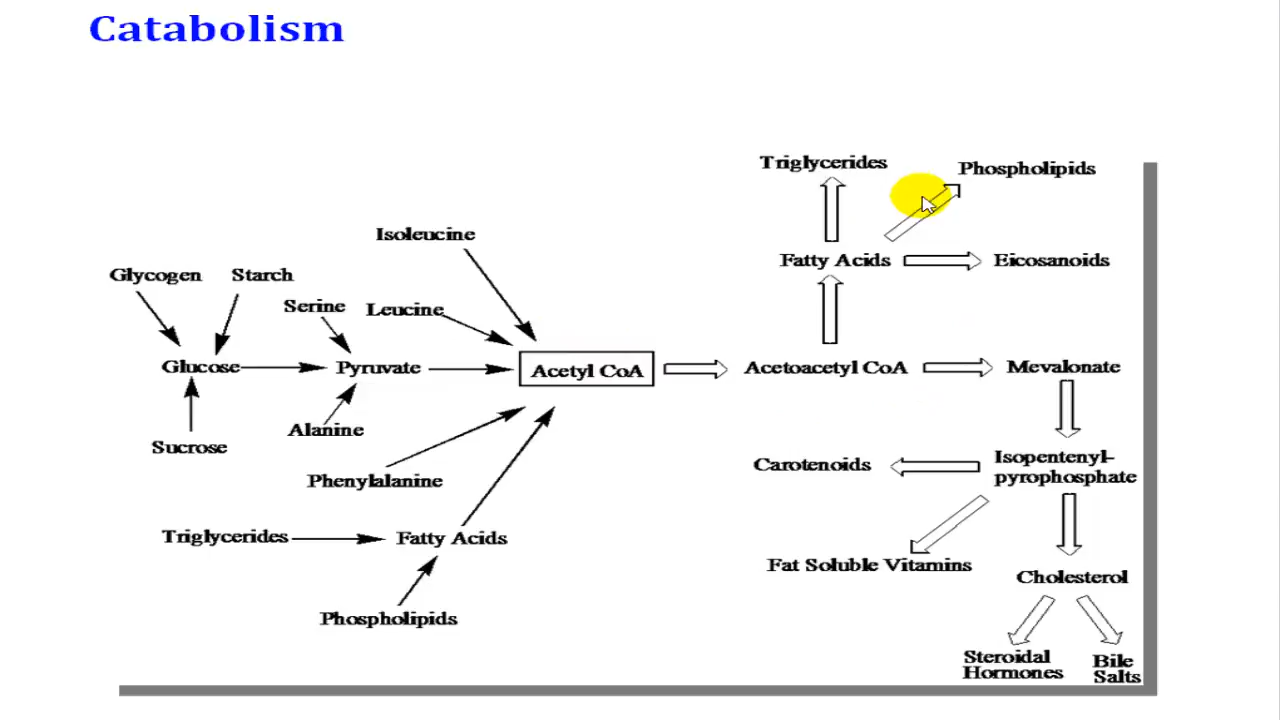 Catabolism
Triglycerides
Phospholipids
Isoleucine
Fatty Acids
Eicosanoids
Glycogen
Starch
Serine
Leucine
Glucose
Pyruvate
Acetyl CoA
Acetoacetyl CoA
Mevalonate
Sucrose
Alanine
Phenylalanine
Carotenoids
Isopentenyl-
pyrophosphate
Triglycerides
Fatty Acids
Fat Soluble Vitamins
Cholesterol
Phospholipids
Steroidal
Hormones
Bile
Salts